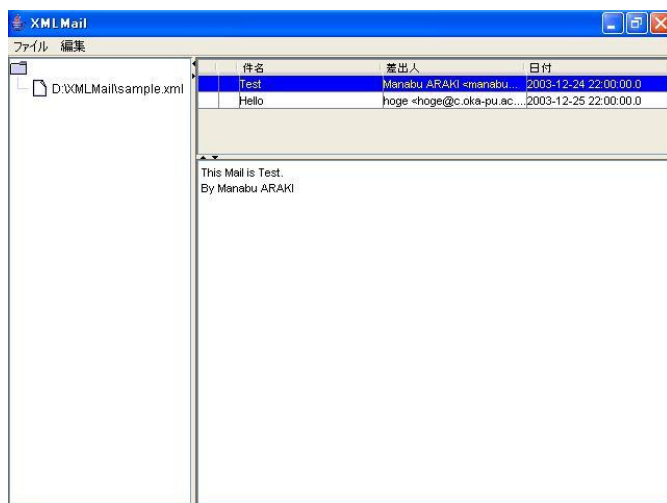 XMLMail
ファイル 編集
D:\XMLMail\sample.xml
件名 差出人 日付
Test Manabu ARAKI <manabu... 2003-12-24 22:00:00.0
Hello hoge <hoge@c.oka-pu.ac.... 2003-12-25 22:00:00.0
This Mail is Test.
By Manabu ARAKI